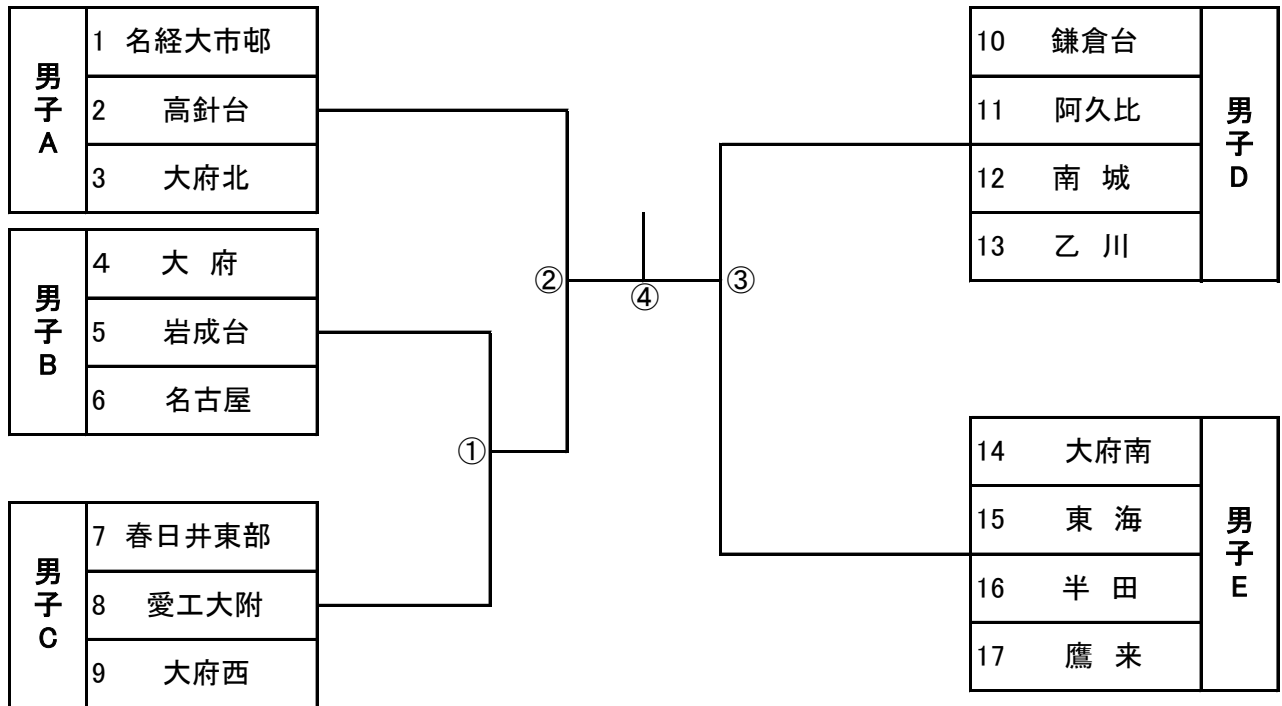 男子A
1 名経大市邨
2 高針台
3 大府北
男子B
4 大 府
5 岩成台
6 名古屋
男子C
7 春日井東部
8 愛工大附
9 大府西
①
②
④
③
10 鎌倉台
11 阿久比
12 南 城
13 乙 川
男子D
14 大府南
15 東 海
16 半 田
17 鷹 来
男子E